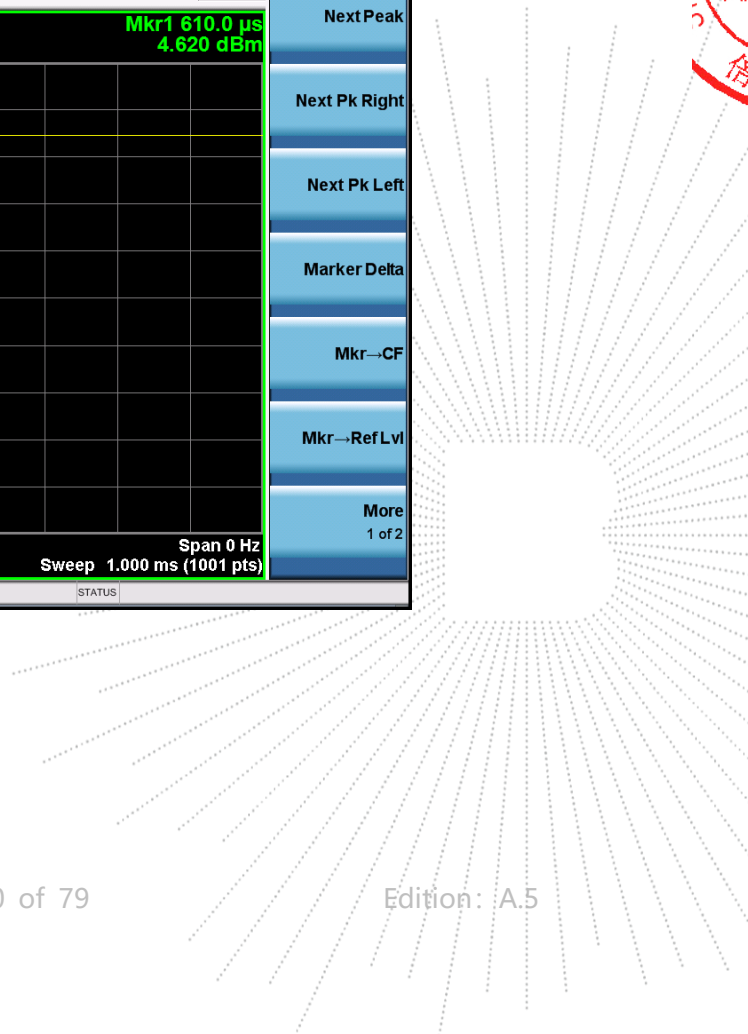 Mkr1 610.0 µs
4.620 dBm
Next Peak
Next Pk Right
Next Pk Left
Marker Delta
Mkr→CF
Mkr→Ref Lvl
More
1 of 2
Span 0 Hz
Sweep 1.000 ms (1001 pts)
STATUS
of 79
Edition: A.5